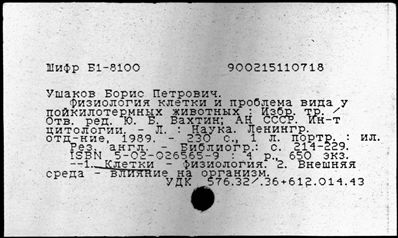 Шифр Б1-8100 900215110718
Ушаков Борис Петрович.
Физиология клетки и проблема вида у
пойкилотермных животных : Избр. тр. /
Отв. ред. Ю. Б. Вахтин; АН СССР. Ин-т
цитологии. - Л. : Наука. Ленингр.
отд-ние, 1989. - 230 с., 1 л. портр. : ил.
Рез. англ. - Библиогр.: с. 214-229.
ISBN 5-02-026565-9 : 4 р., 650 экз.
--1. Клетки - физиология. 2. Внешняя
среда - влияние на организм.
УДК 576.32/.36+612.014.43